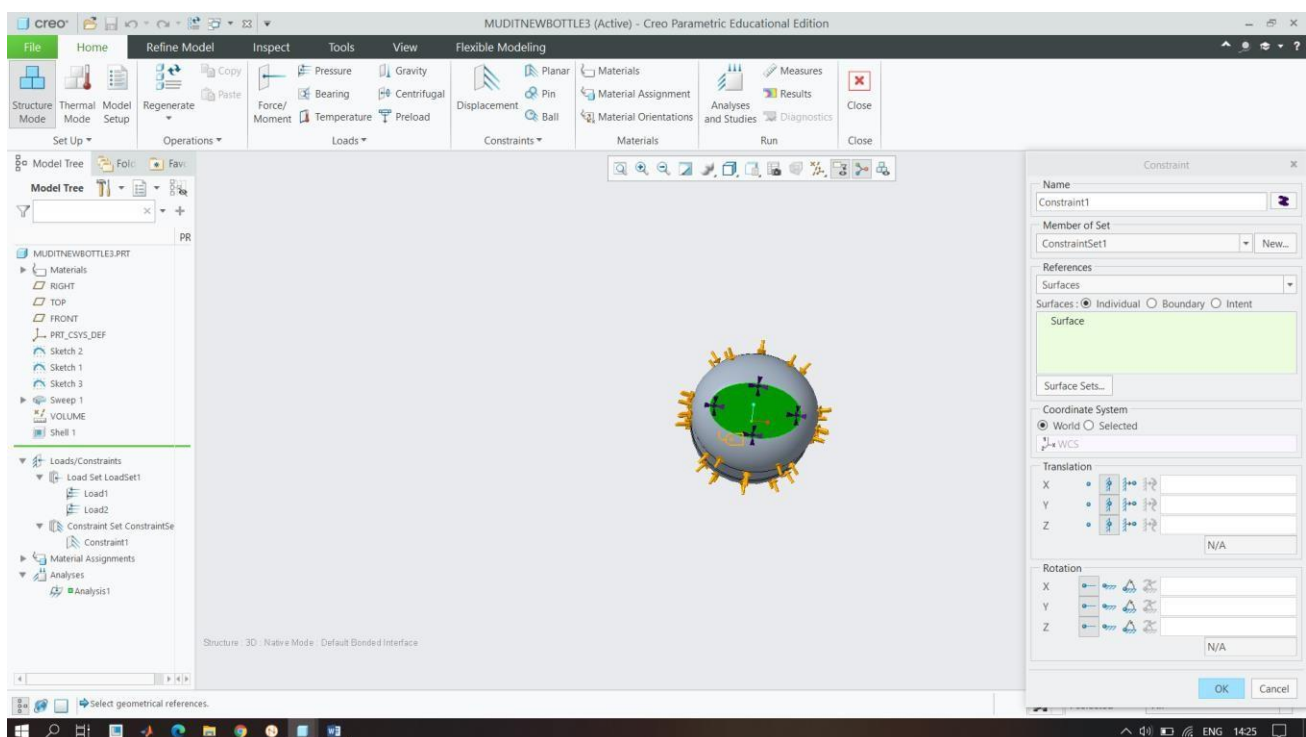 creo
MUDITNEWBOTTLE3 (Active) - Creo Parametric Educational Edition
File Home Refine Model Inspect Tools View Flexible Modeling
Structure Mode
Thermal Mode
Model Setup
Set Up
Regenerate
Copy
Paste
Operations
Force/ Moment
Pressure
Bearing
Temperature
Gravity
Centrifugal
Preload
Loads
Displacement
Planar
Pin
Ball
Constraints
Materials
Material Assignment
Material Orientations
Materials
Analyses and Studies
Measures
Results
Diagnostics
Run
Close
Close
Model Tree Fold Favo
Model Tree
PR
MUDITNEWBOTTLE3.PRT
Materials
RIGHT
TOP
FRONT
PRT_CSYS_DEF
Sketch 2
Sketch 1
Sketch 3
Sweep 1
VOLUME
Shell 1
Loads/Constraints
Load Set LoadSet1
Load1
Load2
Constraint Set ConstraintSe
Constraint1
Material Assignments
Analyses
Analysis1
Structure : 3D : Native Mode : Default Bonded Interface
Select geometrical references.
Constraint
Name
Constraint1
Member of Set
ConstraintSet1 New...
References
Surfaces
Surfaces : Individual Boundary Intent
Surface
Surface Sets...
Coordinate System
World Selected
WCS
Translation
X
Y
Z
N/A
Rotation
X
Y
Z
N/A
OK Cancel
ENG 14:25